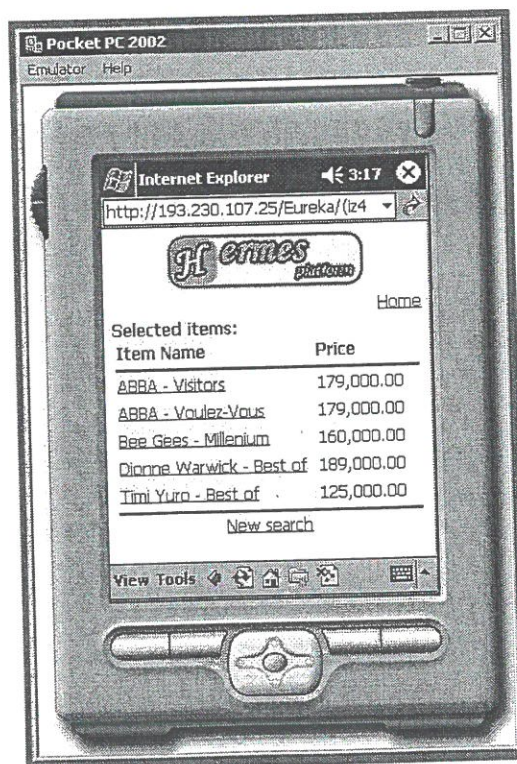 Pocket PC 2002
Emulator Help
Internet Explorer 3:17
http://193.230.107.25/Eureka/(iz4
Hermes
platform
Home
Selected items:
Item Name Price
ABBA - Visitors 179,000.00
ABBA - Voulez-Vous 179,000.00
Bee Gees - Millenium 160,000.00
Dionne Warwick - Best of 189,000.00
Timi Yuro - Best of 125,000.00
New search
View Tools